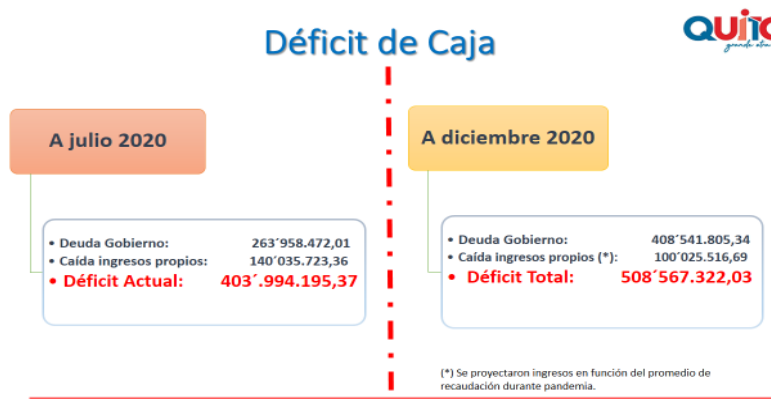 Déficit de Caja
QUITO
grande otra
A julio 2020
• Deuda Gobierno: 263´958.472,01
• Caída ingresos propios: 140´035.723,36
• Déficit Actual: 403´.994.195,37
A diciembre 2020
• Deuda Gobierno: 408´541.805,34
• Caída ingresos propios (*): 100´025.516,69
• Déficit Total: 508´567.322,03
(*) Se proyectaron ingresos en función del promedio de
recaudación durante pandemia.